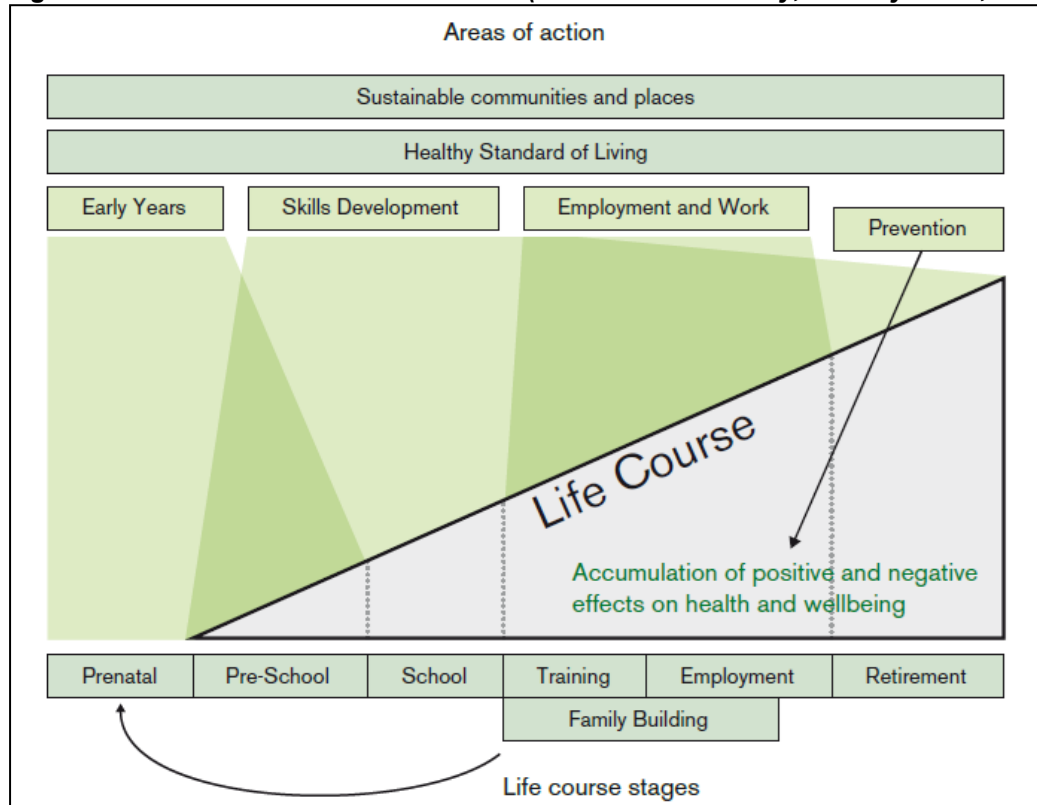 Areas of action
Sustainable communities and places
Healthy Standard of Living
Early Years
Skills Development
Employment and Work
Prevention
Life Course
Accumulation of positive and negative
effects on health and wellbeing
Prenatal
Pre-School
School
Training
Employment
Retirement
Family Building
Life course stages